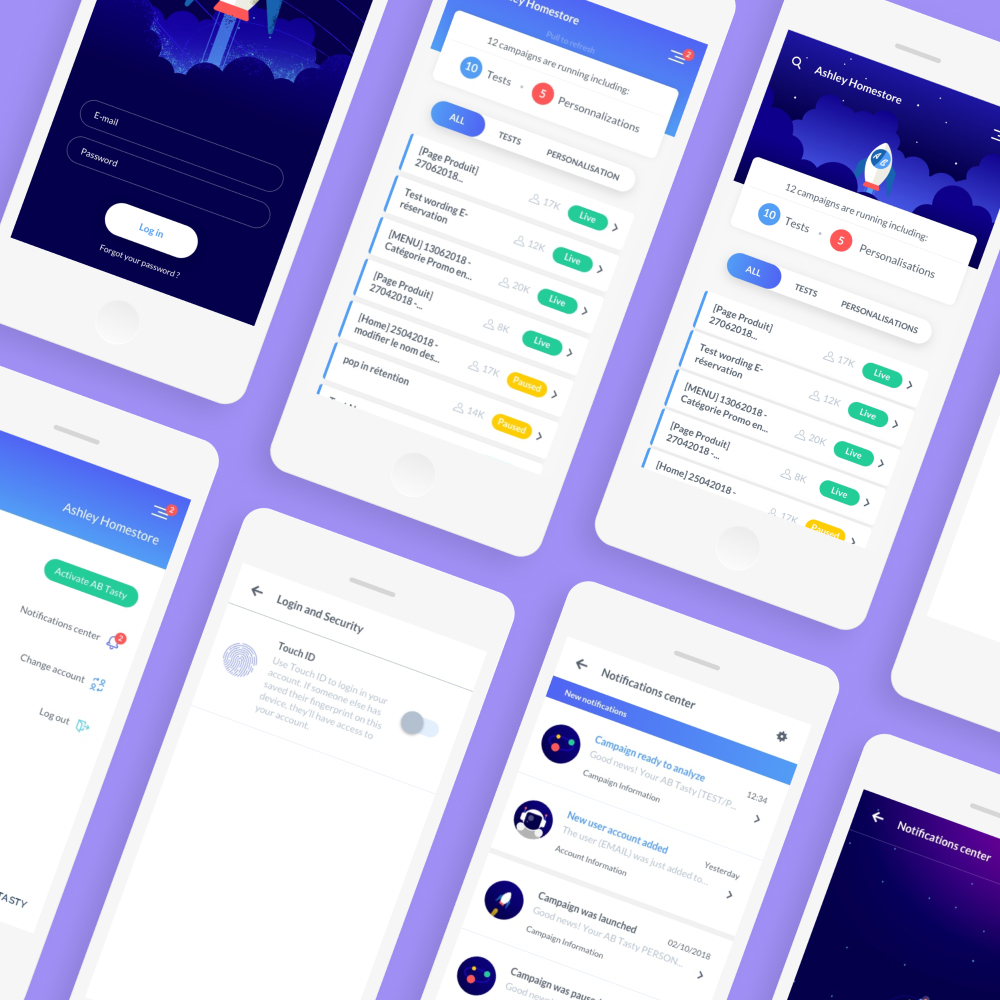 E-mail
Password
Log in
Forgot your password ?
Ashley Homestore
2
Activate AB Tasty
Notifications center
2
Change account
Log out
TASTY
Homestore
Pull to refresh
2
12 campaigns are running including:
10 Tests • 5 Personnalizations
ALL TESTS PERSONALISATION
[Page Produit]
27062018...
17K Live
Test wording E-
réservation
12K Live
[MENU] 13062018 -
Catégorie Promo en...
20K Live
[Page Produit]
27042018 -...
8K Live
[Home] 25042018 -
modifier le nom des...
17K Paused
pop in rétention
14K Paused
Ashley Homestore
AB
12 campaigns are running including:
10 Tests • 5 Personalisations
ALL TESTS PERSONALISATIONS
[Page Produit]
27062018...
17K Live
Test wording E-
réservation
12K Live
[MENU] 13062018 -
Catégorie Promo en...
20K Live
[Page Produit]
27042018 -...
8K Live
[Home] 25042018 -
17K Paused
Login and Security
Touch ID
Use Touch ID to login in your
account. If someone else has
saved their fingerprint on this
device, they'll have access to
your account.
Notifications center
New notifications
Campaign ready to analyze
12:34
Good news! Your AB Tasty [TEST/P...
Campaign Information
New user account added
Yesterday
The user (EMAIL) was just added to...
Account Information
Campaign was launched
02/10/2018
Good news! Your AB Tasty PERSON...
Campaign Information
Campaign was
Good news!
Notifications center